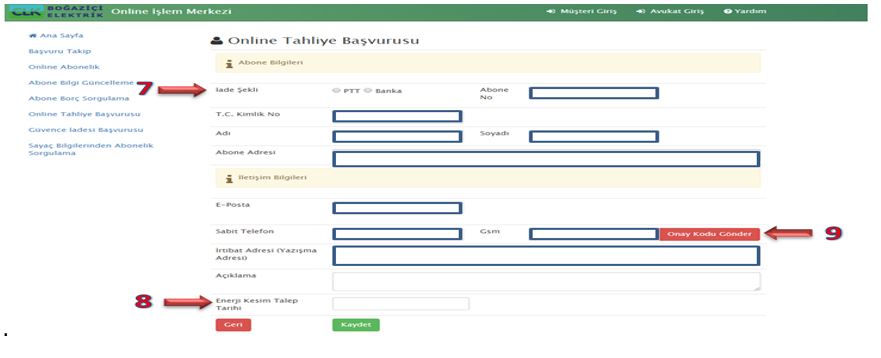 CLK BOĞAZİÇİ ELEKTRİK Online İşlem Merkezi Müşteri Giriş Avukat Giriş Yardım
Ana Sayfa
Başvuru Takip
Online Abonelik
Abone Bilgi Güncelleme
Abone Borç Sorgulama
Online Tahliye Başvurusu
Güvence İadesi Başvurusu
Sayaç Bilgilerinden Abonelik
Sorgulama
Online Tahliye Başvurusu
Abone Bilgileri
7
İade Şekli PTT Banka Abone No
T.C. Kimlik No
Adı Soyadı
Abone Adresi
İletişim Bilgileri
E-Posta
Sabit Telefon Gsm Onay Kodu Gönder 9
İrtibat Adresi (Yazışma
Adresi)
Açıklama
8 Enerji Kesim Talep
Tarihi
Geri Kaydet
.